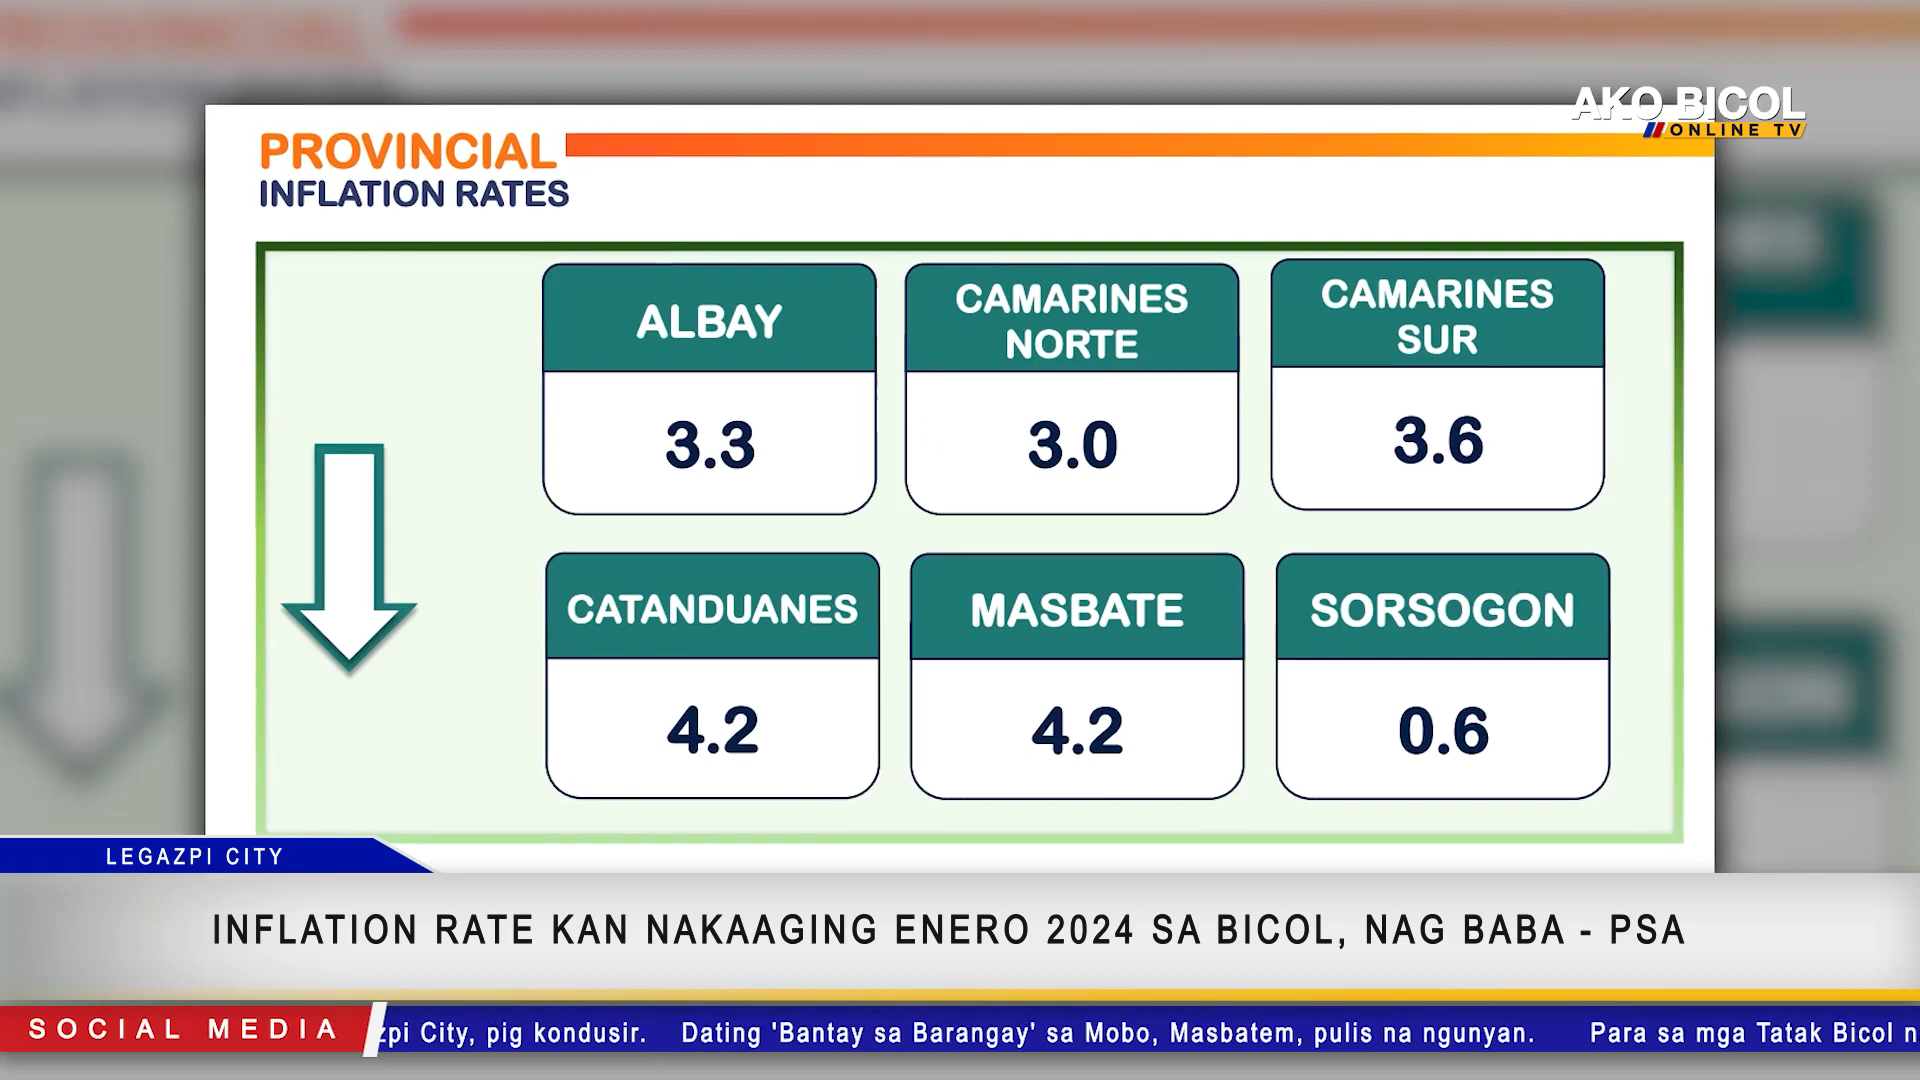 AKO BICOL
ONLINE TV
PROVINCIAL
INFLATION RATES
ALBAY
3.3
CAMARINES
NORTE
3.0
CAMARINES
SUR
3.6
CATANDUANES
4.2
MASBATE
4.2
SORSOGON
0.6
LEGAZPI CITY
INFLATION RATE KAN NAKAAGING ENERO 2024 SA BICOL, NAG BABA - PSA
SOCIAL MEDIA
City, pig kondusir. Dating 'Bantay sa Barangay' sa Mobo, Masbatem, pulis na ngunyan. Para sa mga Tatak Bicol